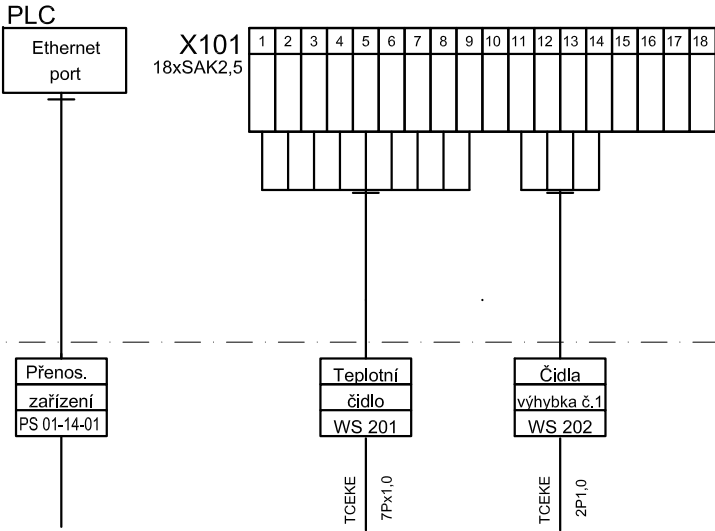 PLC
Ethernet
port
X101
18xSAK2,5
1 2 3 4 5 6 7 8 9 10 11 12 13 14 15 16 17 18
Přenos.
zařízení
PS 01-14-01
Teplotní
čidlo
WS 201
Čidla
výhybka č.1
WS 202
TCEKE
7Px1,0
TCEKE
2P1,0